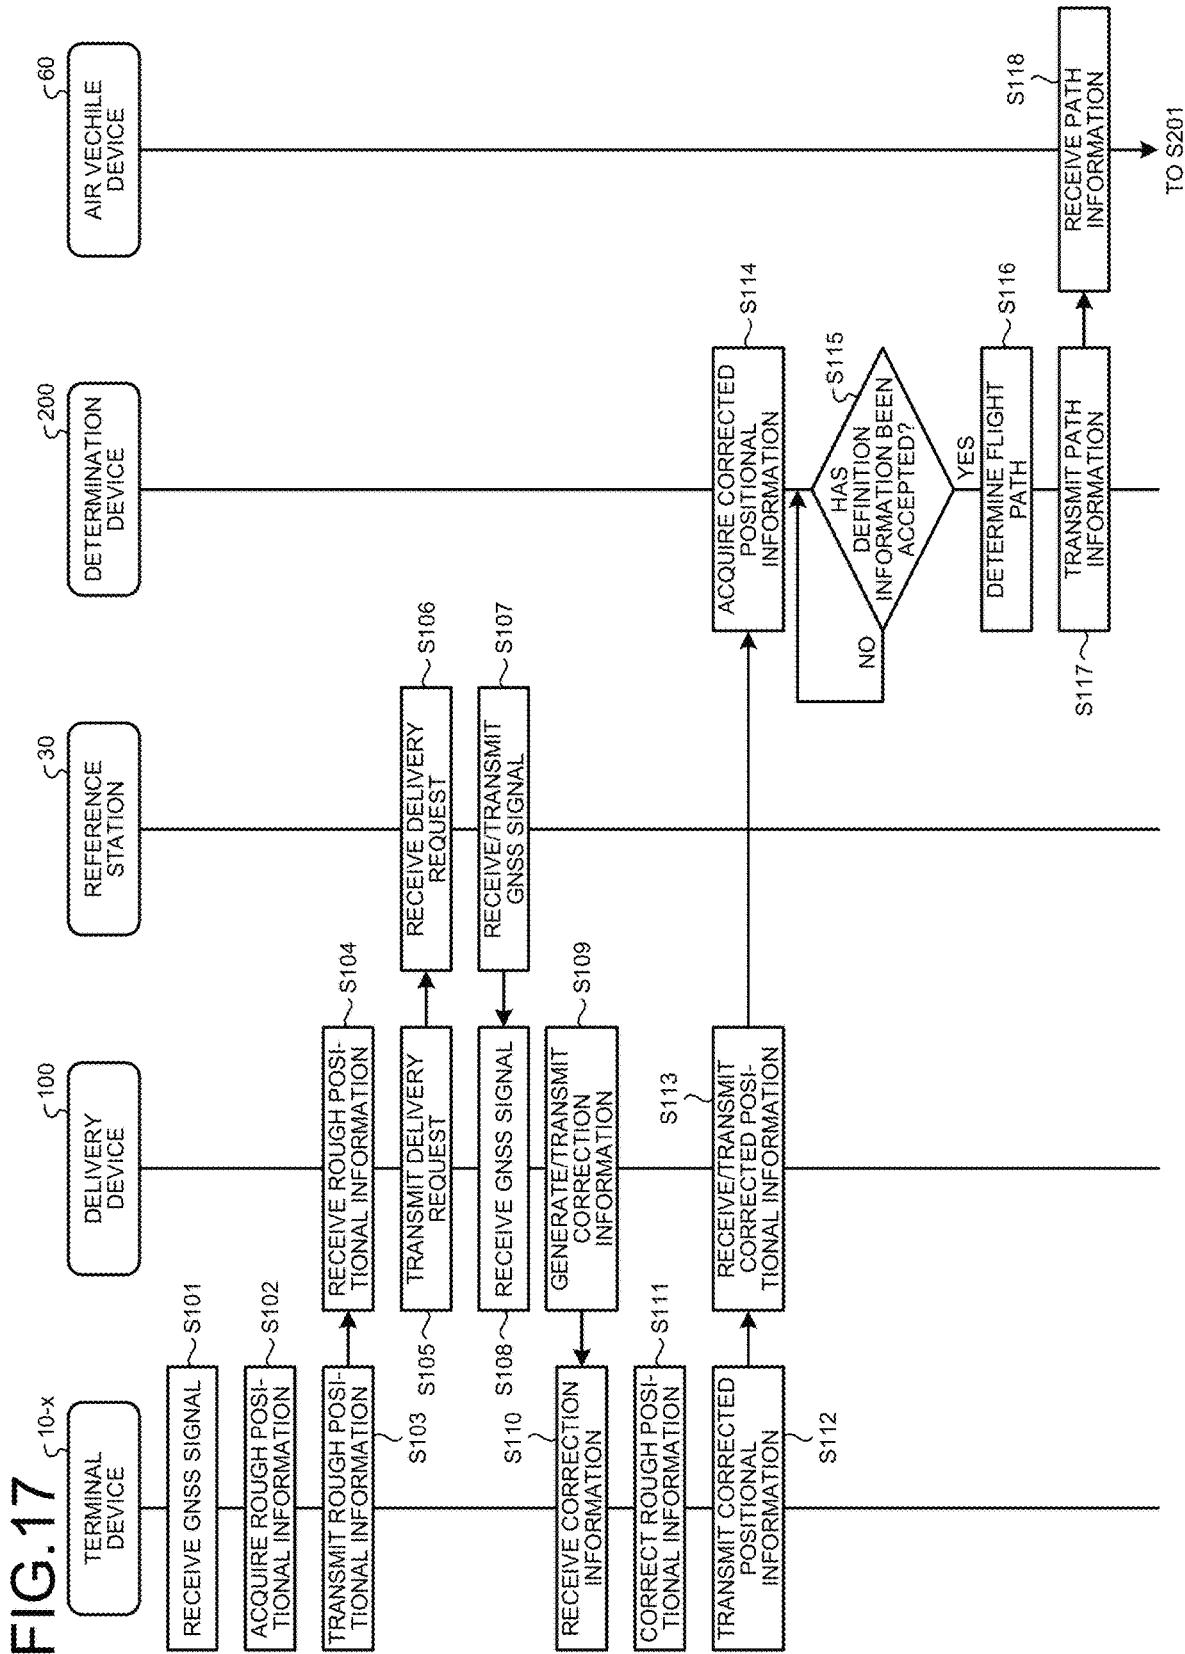 FIG.17
10-x
TERMINAL
DEVICE
100
DELIVERY
DEVICE
30
REFERENCE
STATION
200
DETERMINATION
DEVICE
60
AIR VECHILE
DEVICE
RECEIVE GNSS SIGNAL
S101
ACQUIRE ROUGH POSI-
TIONAL INFORMATION
S102
TRANSMIT ROUGH POSI-
TIONAL INFORMATION
S103
RECEIVE ROUGH POSI-
TIONAL INFORMATION
S104
TRANSMIT DELIVERY
REQUEST
S105
RECEIVE DELIVERY
REQUEST
S106
RECEIVE/TRANSMIT
GNSS SIGNAL
S107
RECEIVE GNSS SIGNAL
S108
GENERATE/TRANSMIT
CORRECTION
INFORMATION
S109
RECEIVE CORRECTION
INFORMATION
S110
CORRECT ROUGH POSI-
TIONAL INFORMATION
S111
TRANSMIT CORRECTED
POSITIONAL
INFORMATION
S112
RECEIVE/TRANSMIT
CORRECTED POSI-
TIONAL INFORMATION
S113
ACQUIRE CORRECTED
POSITIONAL
INFORMATION
S114
HAS
DEFINITION
INFORMATION BEEN
ACCEPTED?
S115
NO
YES
DETERMINE FLIGHT
PATH
S116
TRANSMIT PATH
INFORMATION
S117
RECEIVE PATH
INFORMATION
S118
TO S201